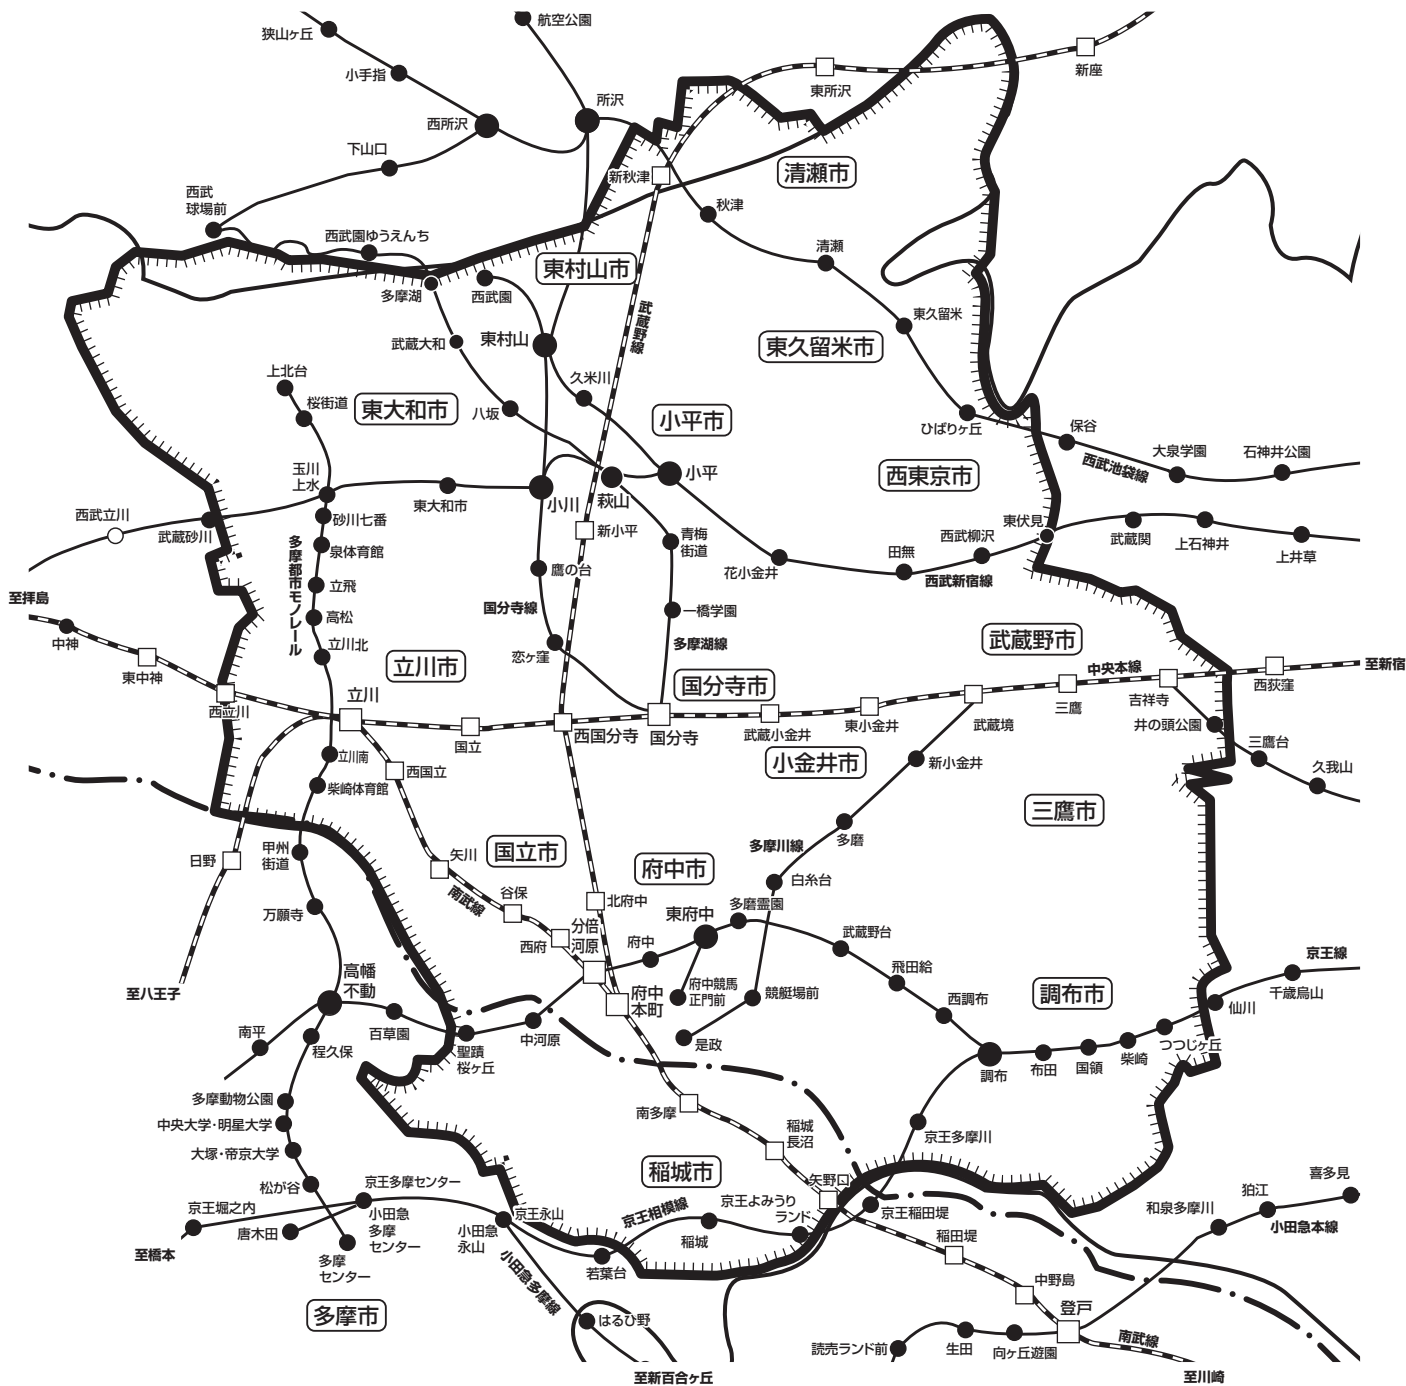 航空公園
狭山ヶ丘
新座
小手指
東所沢
所沢
西所沢
下山口
清瀬市
新秋津
西武
球場前
秋津
西武園ゆうえんち
清瀬
東村山市
多摩湖
西武園
武蔵野線
東久留米
東村山
武蔵大和
東久留米市
上北台
久米川
桜街道
東大和市
八坂
小平市
ひばりヶ丘
保谷
大泉学園
石神井公園
西武池袋線
玉川
上水
小平
西東京市
東大和市
小川
萩山
西武立川
武蔵砂川
砂川七番
新小平
東伏見
西武柳沢
武蔵関
上石神井
上井草
泉体育館
青梅
街道
田無
多摩都市モノレール
立飛
鷹の台
花小金井
西武新宿線
至拝島
高松
国分寺線
一橋学園
中神
立川北
恋ヶ窪
多摩湖線
武蔵野市
東中神
立川市
中央本線
至新宿
国分寺市
西荻窪
西立川
立川
吉祥寺
三鷹
東小金井
武蔵境
井の頭公園
国立
西国分寺
国分寺
武蔵小金井
立川南
小金井市
新小金井
三鷹台
西国立
久我山
柴崎体育館
三鷹市
多磨
多摩川線
甲州
街道
日野
矢川
国立市
府中市
白糸台
南武線
谷保
北府中
万願寺
東府中
多磨霊園
西府
分倍
河原
府中
武蔵野台
京王線
高幡
不動
飛田給
府中競馬
正門前
競艇場前
調布市
至八王子
府中
本町
千歳烏山
西調布
仙川
南平
程久保
百草園
聖蹟
桜ヶ丘
中河原
是政
つつじヶ丘
調布
布田
国領
柴崎
多摩動物公園
南多摩
中央大学・明星大学
稲城
長沼
京王多摩川
大塚・帝京大学
稲城市
京王多摩センター
矢野口
喜多見
松が谷
京王よみうり
ランド
狛江
京王堀之内
小田急
多摩
センター
京王永山
京王相模線
京王稲田堤
和泉多摩川
唐木田
小田急
永山
稲城
小田急本線
稲田堤
至橋本
多摩
センター
小田急多摩線
若葉台
中野島
多摩市
登戸
はるひ野
南武線
読売ランド前
生田
向ヶ丘遊園
至新百合ヶ丘
至川崎